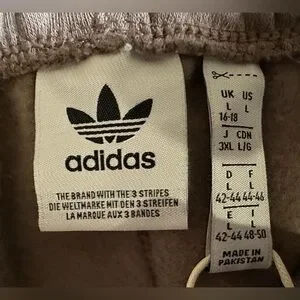 adidas
THE BRAND WITH THE 3 STRIPES
DIE WELTMARKE MIT DEN 3 STREIFEN
LA MARQUE AUX 3 BANDES
UK US
L L
16-18
J CDN
3XL L/G
D F
L L
42-44 44-46
E I
L L
42-44 48-50
MADE IN
PAKISTAN